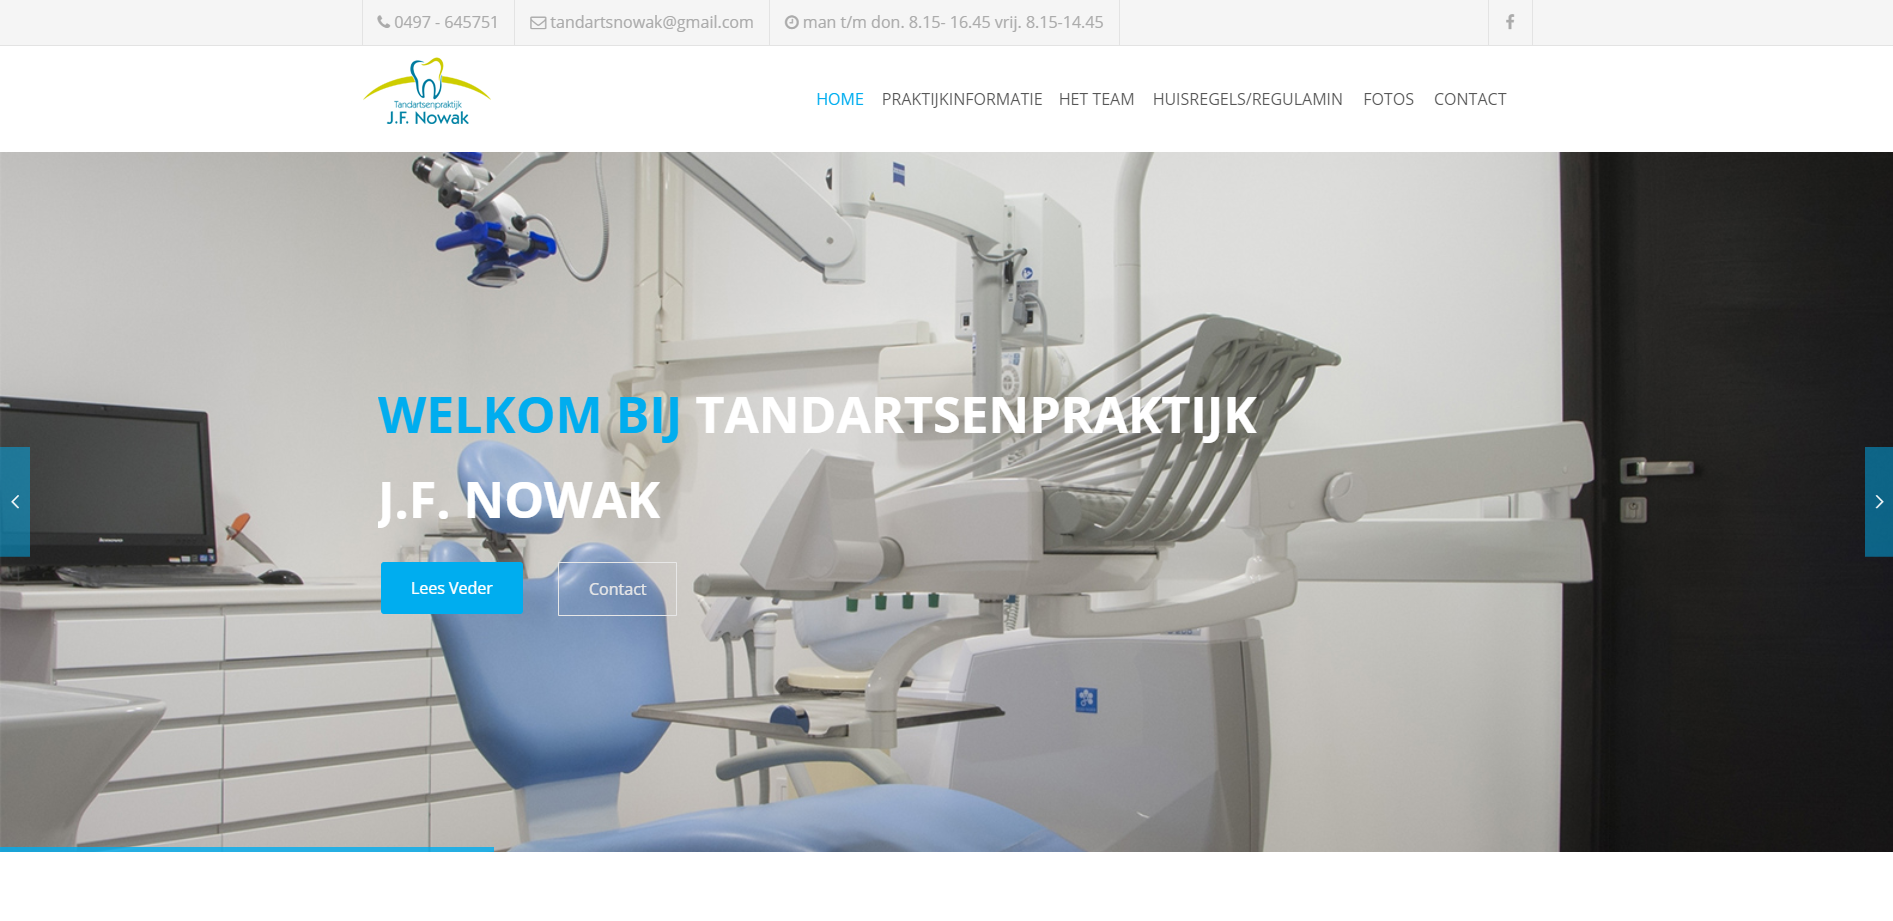 0497 - 645751
tandartsnowak@gmail.com
man t/m don. 8.15- 16.45 vrij. 8.15-14.45
Tandartsenpraktijk
J.F. Nowak
HOME
PRAKTIJKINFORMATIE
HET TEAM
HUISREGELS/REGULAMIN
FOTOS
CONTACT
WELKOM BIJ TANDARTSENPRAKTIJK
J.F. NOWAK
Lees Veder
Contact
lenovo